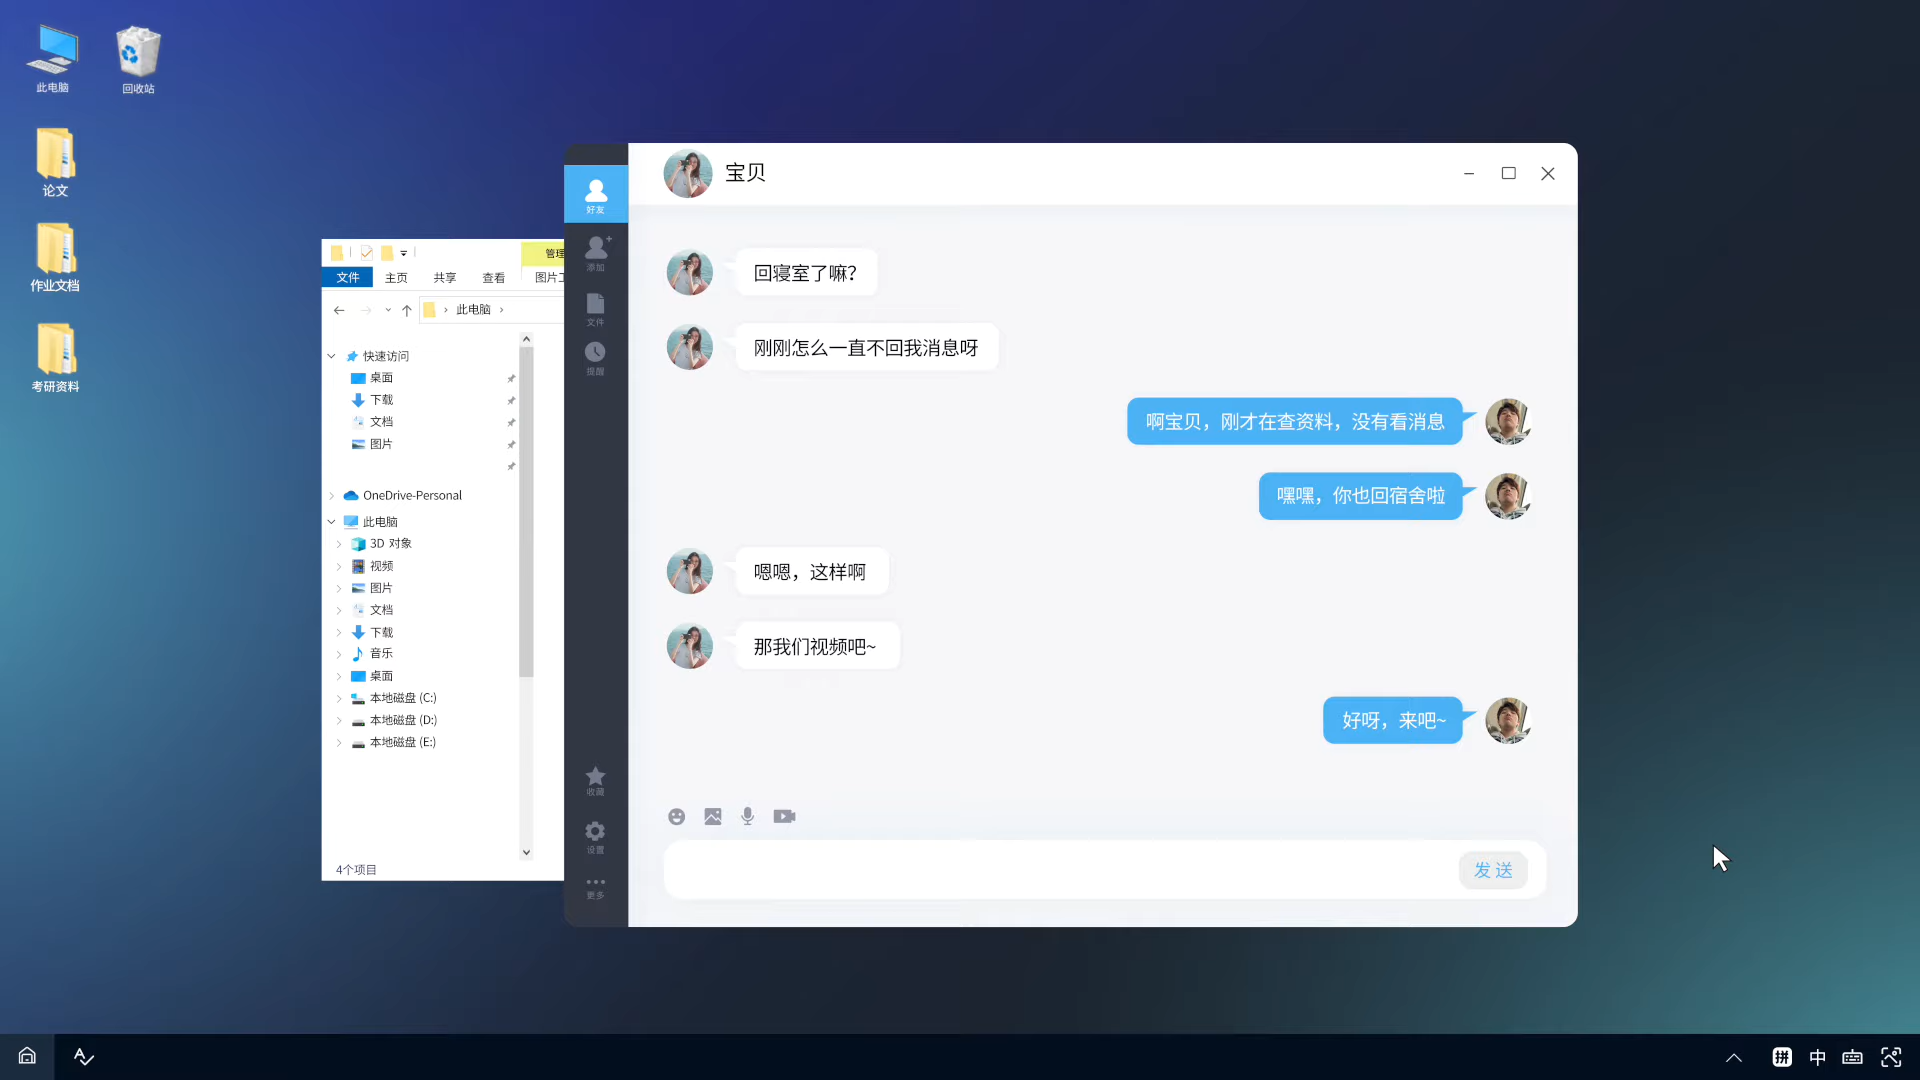 此电脑
回收站
论文
作业文档
考研资料
管理
文件
主页
共享
查看
图片工
此电脑
快速访问
桌面
下载
文档
图片
OneDrive-Personal
此电脑
3D 对象
视频
图片
文档
下载
音乐
桌面
本地磁盘 (C:)
本地磁盘 (D:)
本地磁盘 (E:)
4个项目
好友
添加
文件
提醒
收藏
设置
更多
宝贝
回寝室了嘛?
刚刚怎么一直不回我消息呀
啊宝贝，刚才在查资料，没有看消息
嘿嘿，你也回宿舍啦
嗯嗯，这样啊
那我们视频吧~
好呀，来吧~
发送
拼
中